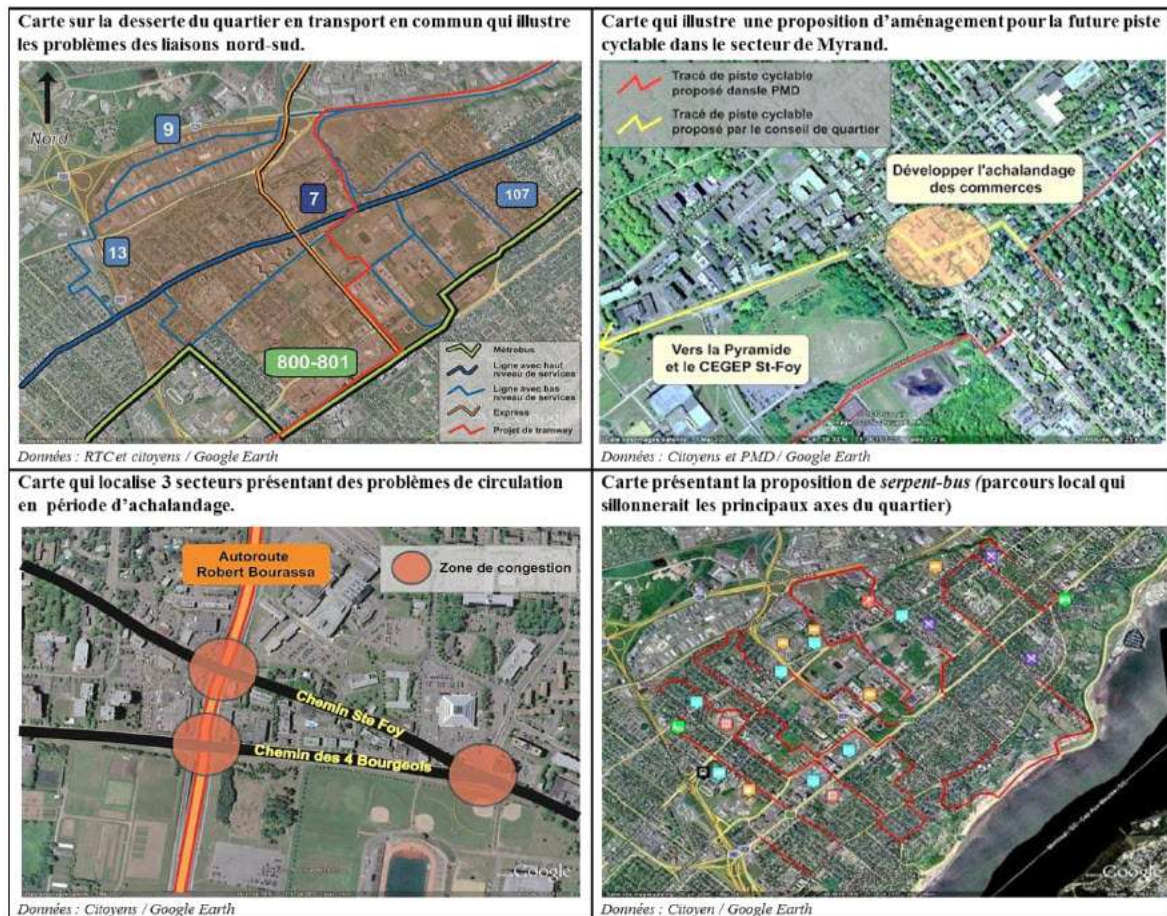 Carte sur la desserte du quartier en transport en commun qui illustre
les problèmes des liaisons nord-sud.
Nord
9
7
107
13
800-801
Métrobus
Ligne avec haut
niveau de services
Ligne avec bas
niveau de services
Express
Projet de tramway
Google
Données : RTC et citoyens / Google Earth
Carte qui illustre une proposition d'aménagement pour la future piste
cyclable dans le secteur de Myrand.
Tracé de piste cyclable
proposé dansle PMD
Tracé de piste cyclable
proposé par le conseil de quartier
Développer l'achalandage
des commerces
Vers la Pyramide
et le CEGEP St-Foy
Google
Données : Citoyens et PMD / Google Earth
Carte qui localise 3 secteurs présentant des problèmes de circulation
en période d'achalandage.
Autoroute
Robert Bourassa
Zone de congestion
Chemin Ste Foy
Chemin des 4 Bourgeois
Google
Données : Citoyens / Google Earth
Carte présentant la proposition de serpent-bus (parcours local qui
sillonnerait les principaux axes du quartier)
Google
Données : Citoyen / Google Earth